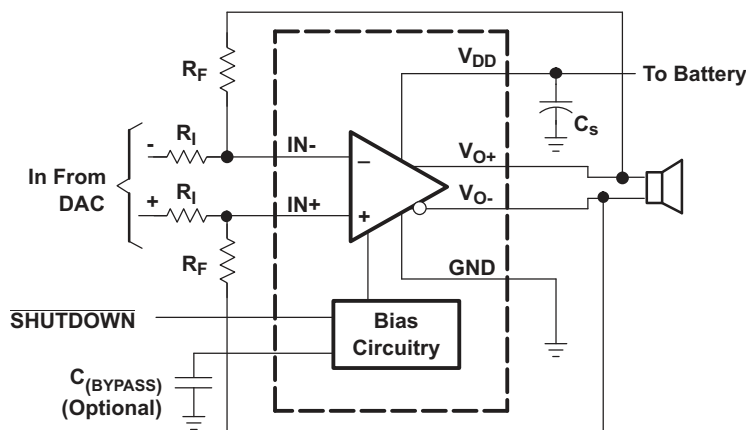 R_F
V_DD
To Battery
C_s
- R_I
IN-
−
V_O+
In From
DAC
+ R_I
IN+
+
V_O-
R_F
GND
SHUTDOWN
Bias
Circuitry
C_(BYPASS)
(Optional)